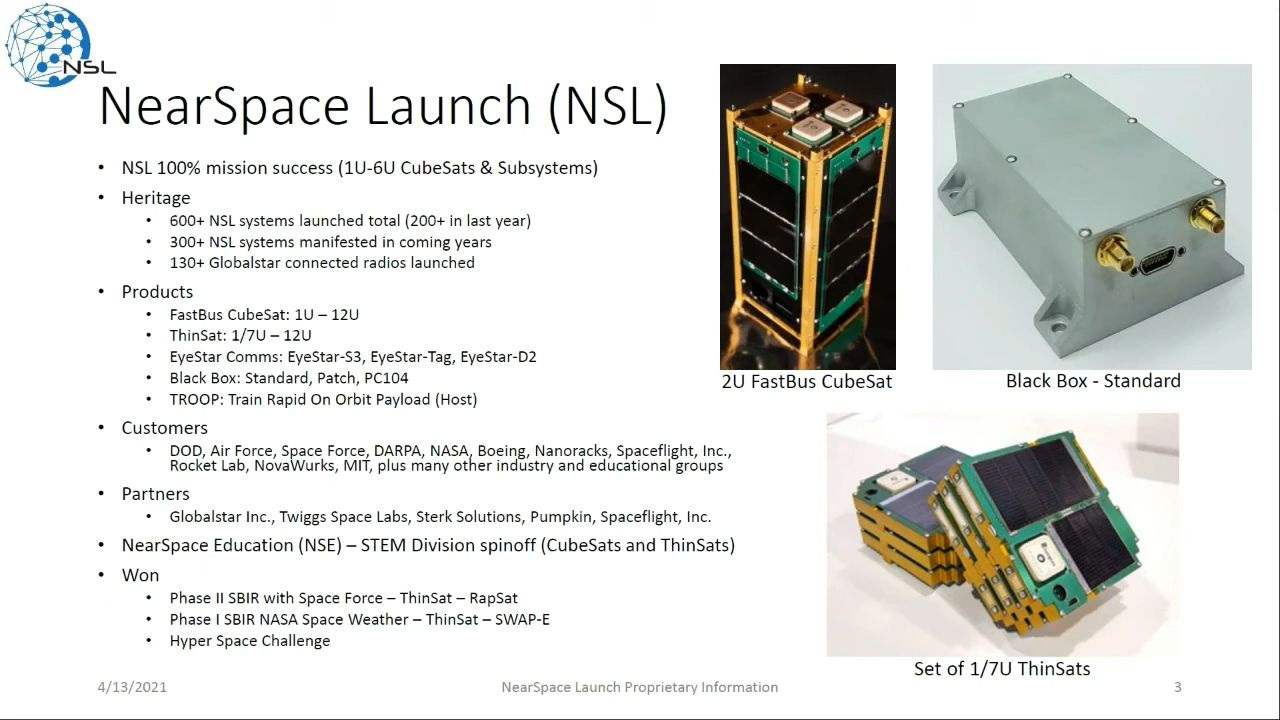 NSL
NearSpace Launch (NSL)
• NSL 100% mission success (1U-6U CubeSats & Subsystems)
• Heritage
• 600+ NSL systems launched total (200+ in last year)
• 300+ NSL systems manifested in coming years
• 130+ Globalstar connected radios launched
• Products
• FastBus CubeSat: 1U – 12U
• ThinSat: 1/7U – 12U
• EyeStar Comms: EyeStar-S3, EyeStar-Tag, EyeStar-D2
• Black Box: Standard, Patch, PC104
• TROOP: Train Rapid On Orbit Payload (Host)
• Customers
• DOD, Air Force, Space Force, DARPA, NASA, Boeing, Nanoracks, Spaceflight, Inc.,
Rocket Lab, NovaWurks, MIT, plus many other industry and educational groups
• Partners
• Globalstar Inc., Twiggs Space Labs, Sterk Solutions, Pumpkin, Spaceflight, Inc.
• NearSpace Education (NSE) – STEM Division spinoff (CubeSats and ThinSats)
• Won
• Phase II SBIR with Space Force – ThinSat – RapSat
• Phase I SBIR NASA Space Weather – ThinSat – SWAP-E
• Hyper Space Challenge
2U FastBus CubeSat
Black Box - Standard
Set of 1/7U ThinSats
4/13/2021
NearSpace Launch Proprietary Information
3